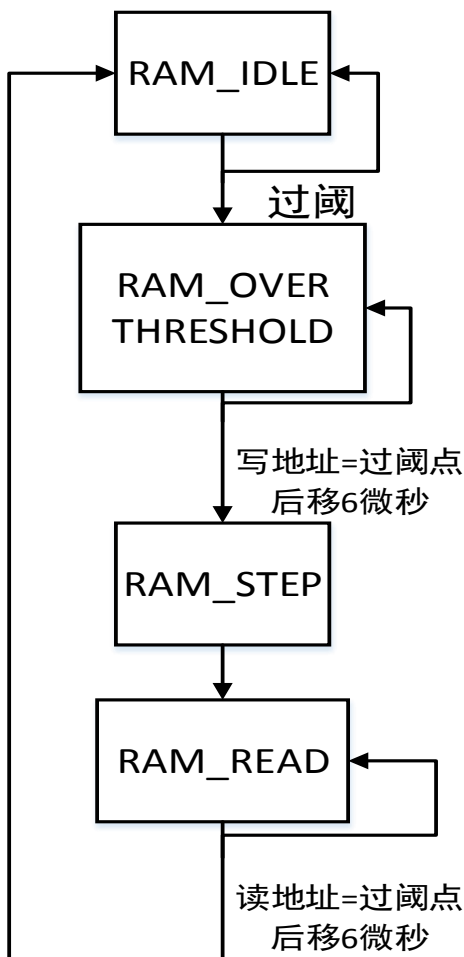 RAM_IDLE
过阈
RAM_OVER
THRESHOLD
写地址=过阈点
后移6微秒
RAM_STEP
RAM_READ
读地址=过阈点
后移6微秒